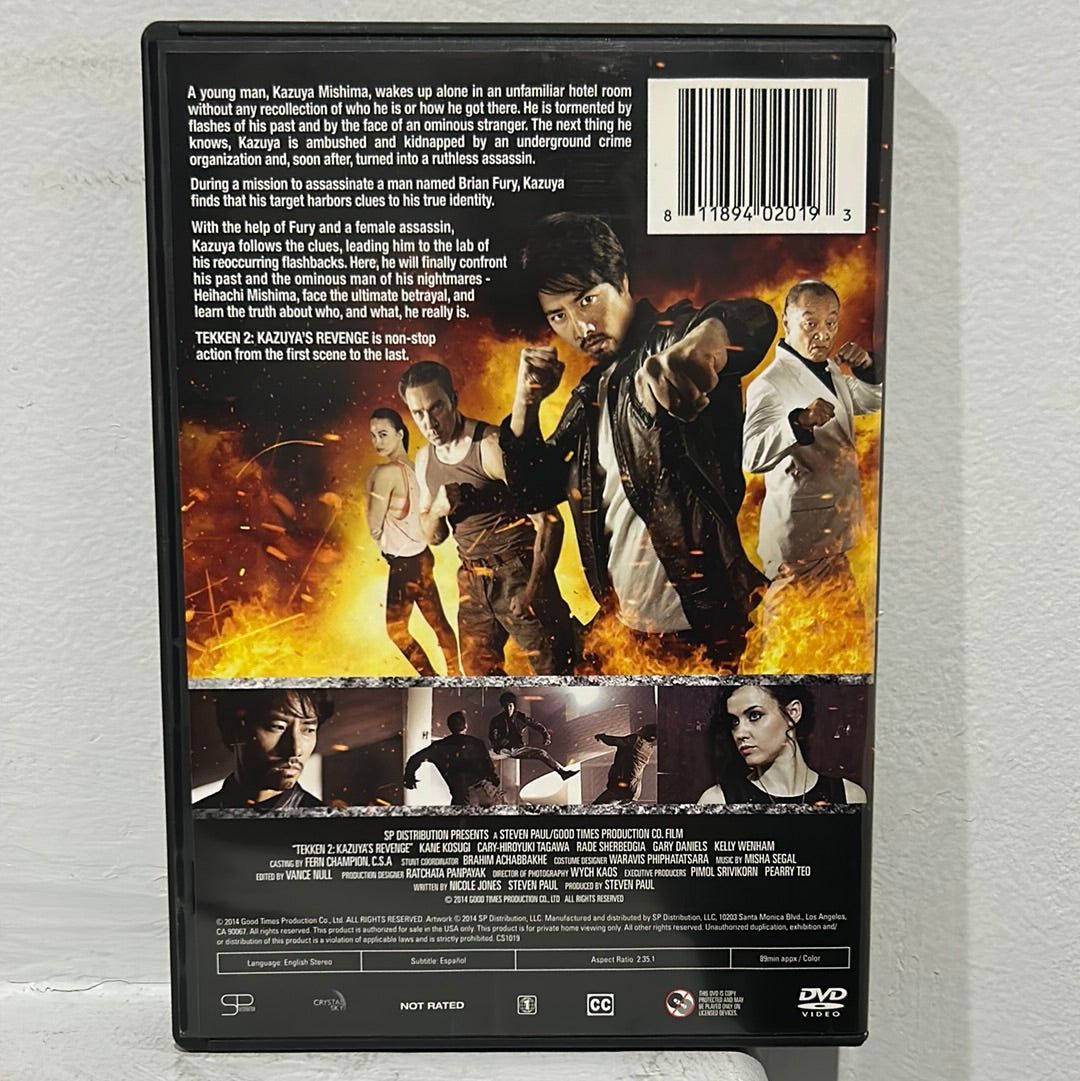 A young man, Kazuya Mishima, wakes up alone in an unfamiliar hotel room
without any recollection of who he is or how he got there. He is tormented by
flashes of his past and by the face of an ominous stranger. The next thing he
knows, Kazuya is ambushed and kidnapped by an underground crime
organization and, soon after, turned into a ruthless assassin.
During a mission to assassinate a man named Brian Fury, Kazuya
finds that his target harbors clues to his true identity.
With the help of Fury and a female assassin,
Kazuya follows the clues, leading him to the lab of
his reoccurring flashbacks. Here, he will finally confront
his past and the ominous man of his nightmares -
Heihachi Mishima, face the ultimate betrayal, and
learn the truth about who, and what, he really is.
TEKKEN 2: KAZUYA'S REVENGE is non-stop
action from the first scene to the last.
8 11894 02019 3
SP DISTRIBUTION PRESENTS A STEVEN PAUL/GOOD TIMES PRODUCTION CO. FILM
"TEKKEN 2: KAZUYA'S REVENGE" KANE KOSUGI CARY-HIROYUKI TAGAWA RADE SHERBEDGIA GARY DANIELS KELLY WENHAM
CASTING BY FERN CHAMPION, C.S.A STUNT COORDINATOR BRAHIM ACHABBAKHE COSTUME DESIGNER WARAVIS PHIPHATATSARA MUSIC BY MISHA SEGAL
EDITED BY VANCE NULL PRODUCTION DESIGNER RATCHATA PANPAYAK DIRECTOR OF PHOTOGRAPHY WYCH KAOS EXECUTIVE PRODUCERS PIMOL SRIVIKORN PEARRY TEO
WRITTEN BY NICOLE JONES STEVEN PAUL PRODUCED BY STEVEN PAUL
© 2014 GOOD TIMES PRODUCTION CO., LTD ALL RIGHTS RESERVED
© 2014 Good Times Production Co., Ltd. ALL RIGHTS RESERVED. Artwork © 2014 SP Distribution, LLC. Manufactured and distributed by SP Distribution, LLC, 10203 Santa Monica Blvd., Los Angeles,
CA 90067. All rights reserved. This product is authorized for sale in the USA only. This product is for private home viewing only. All other rights reserved. Unauthorized duplication, exhibition and/
or distribution of this product is a violation of applicable laws and is strictly prohibited. CS1019
Language: English Stereo Subtitle: Español Aspect Ratio 2:35.1 89min appx / Color
SP DISTRIBUTION CRYSTAL SKY NOT RATED 1 CC
THIS DVD IS COPY
PROTECTED AND MAY
BE PLAYED ONLY ON
LICENSED DEVICES.
DVD
VIDEO